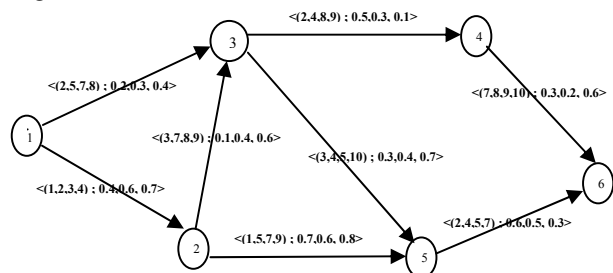 <(2,4,8,9) ; 0.5,0.3, 0.1>
3
4
<(2,5,7,8) ; 0.2,0.3, 0.4>
<(7,8,9,10) ; 0.3,0.2, 0.6>
<(3,7,8,9) ; 0.1,0.4, 0.6>
1
<(3,4,5,10) ; 0.3,0.4, 0.7>
<(1,2,3,4) ; 0.4,0.6, 0.7>
6
<(1,5,7,9) ; 0.7,0.6, 0.8>
<(2,4,5,7) ; 0.6,0.5, 0.3>
2
5